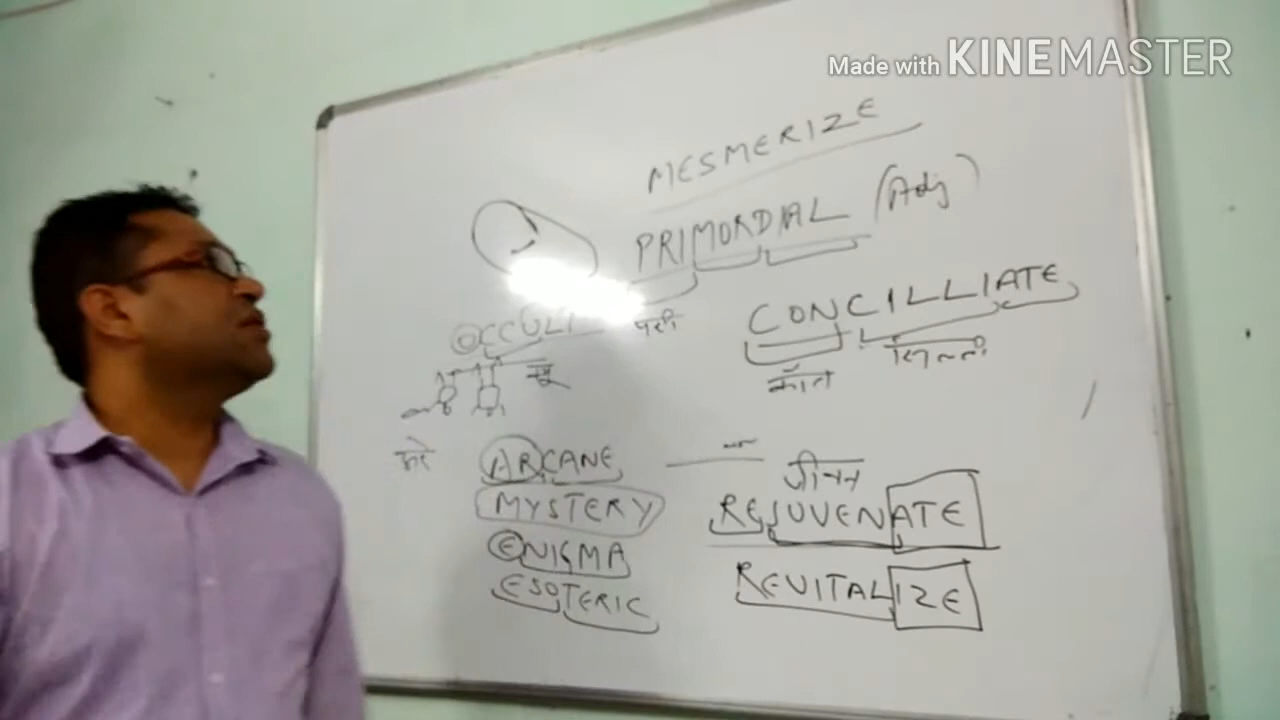 Made with KINEMASTER
MESMERIZE
PRIMORDIAL (Adj)
CONCILLIATE
ARCANE
MYSTERY
ENIGMA
ESOTERIC
जीवन
REJUVENATE
REVITALIZE